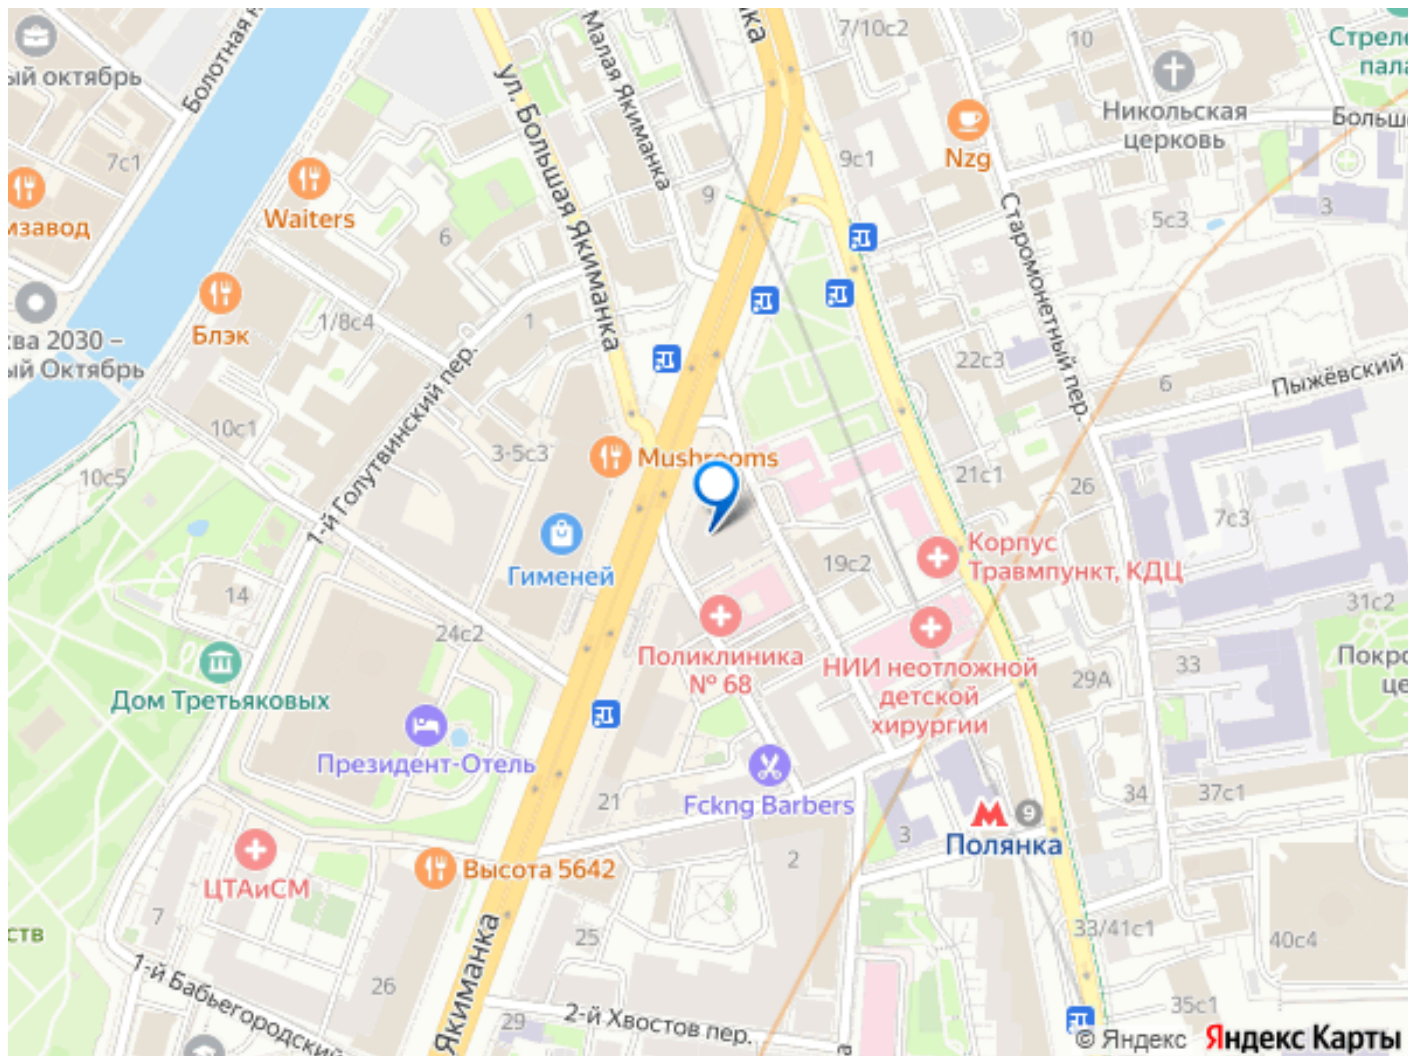 ый октябрь
Болотная н
7с1
мзавод
Waiters
Блэк
ква 2030 –
ый Октябрь
1/8с4
6
1
ул. Большая Якиманка
Малая Якиманка
9
7/10с2
10
9с1
Nzg
Никольская
церковь
Стреле
пала
Больш
3
5с3
Старомонетный пер.
22с3
6
Пыжёвский
10с1
10с5
1-й Голутвинский пер.
3-5с3
Mushrooms
Гименей
21с1
26
7с3
19с2
Корпус
Травмпункт, КДЦ
31с2
14
24с2
Дом Третьяковых
Поликлиника
№ 68
НИИ неотложной
детской
хирургии
29А
33
Покро
це
Президент-Отель
21
Fckng Barbers
34
37с1
3
9
Полянка
ЦТАиСМ
Высота 5642
2
7
ств
25
26
33/41с1
40с4
1-й Бабьегородский
Якиманка
29
2-й Хвостов пер.
35с1
© Яндекс Яндекс Карты